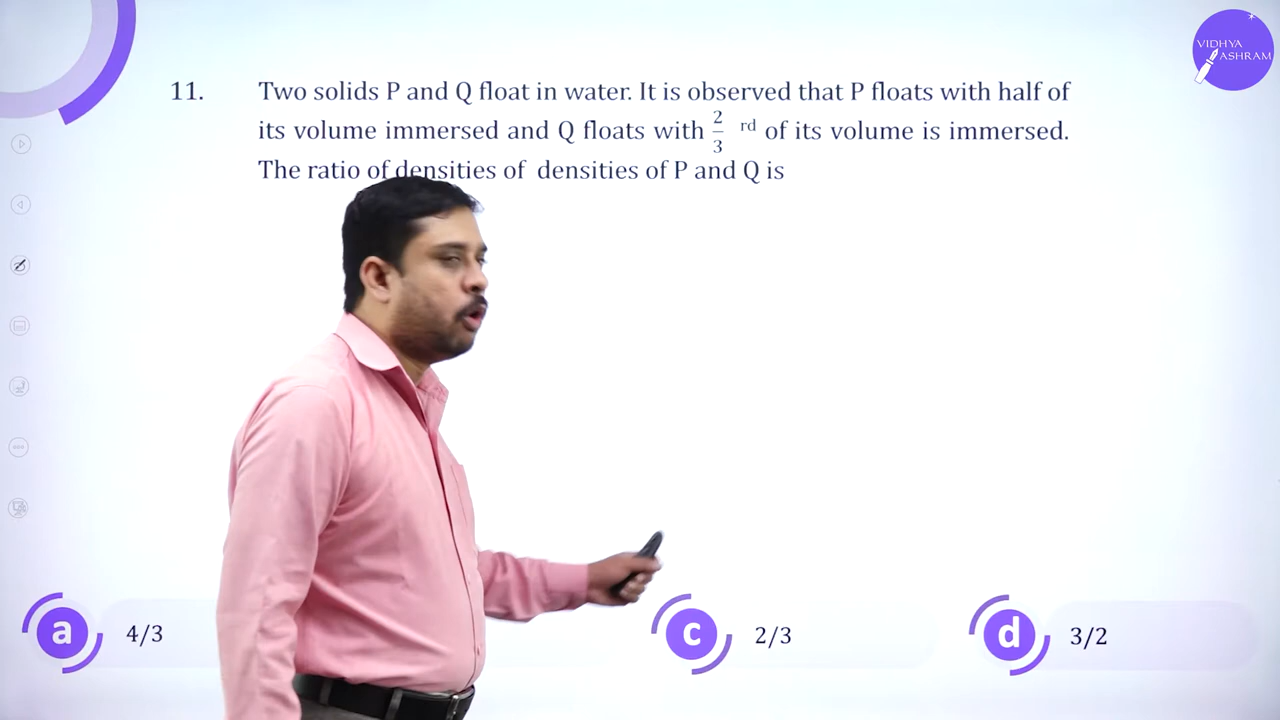 VIDHYA
ASHRAM
11. Two solids P and Q float in water. It is observed that P floats with half of
its volume immersed and Q floats with 2/3 rd of its volume is immersed.
The ratio of densities of densities of P and Q is
a 4/3
c 2/3
d 3/2